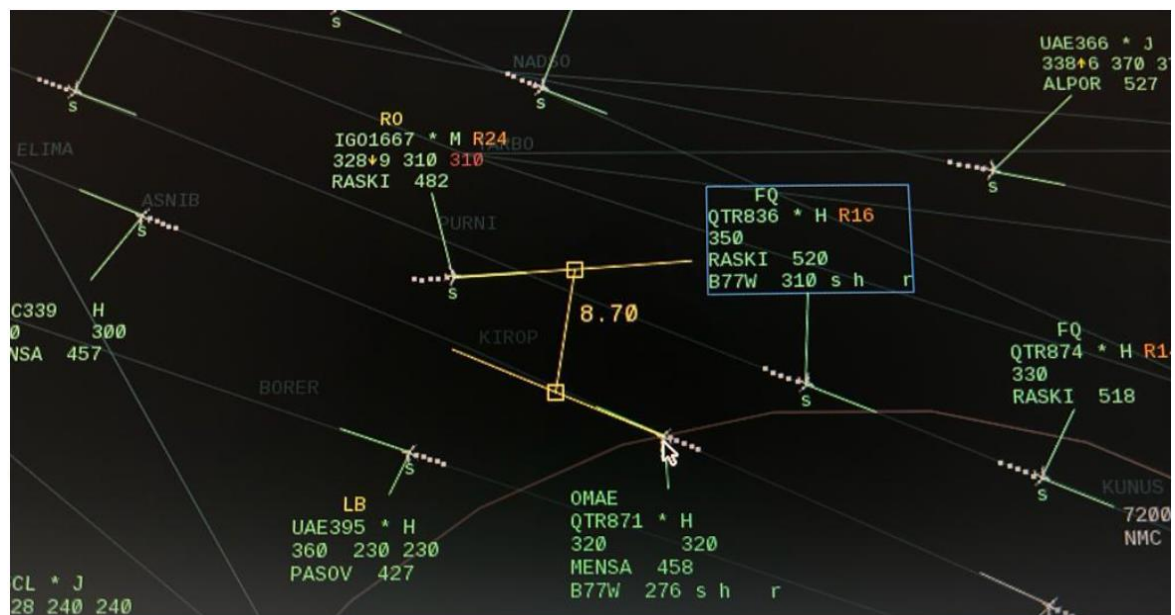 NADSO
UAE366 * J
338↑6 370 37
ALPOR 527
RO
IGO1667 * M R24
328↓9 310 310
RASKI 482
S
S
S
ELIMA
ASNIB
S
PURNI
FQ
QTR836 * H R16
350
RASKI 520
B77W 310 s h r
S
8.70
KIROP
C339 H
0 300
NSA 457
BORER
S
FQ
QTR874 * H R14
330
RASKI 518
S
S
LB
UAE395 * H
360 230 230
PASOV 427
OMAE
QTR871 * H
320 320
MENSA 458
B77W 276 s h r
S
KUNUS
7200
NMC
CL * J
28 240 240